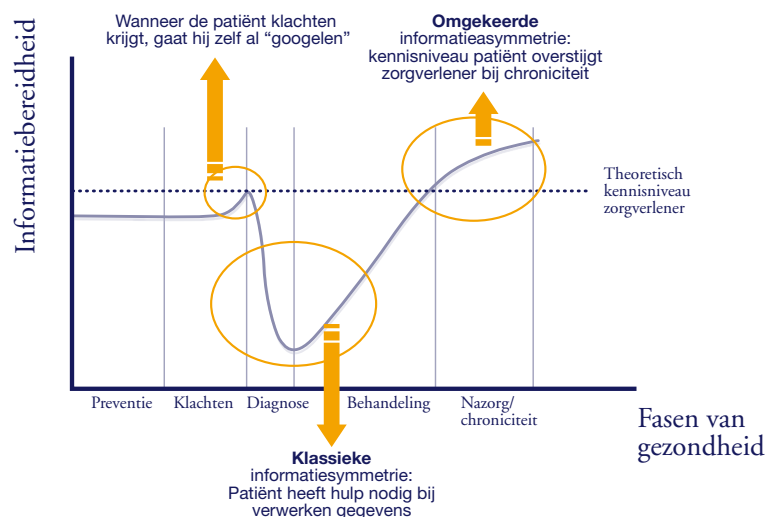 Wanneer de patiënt klachten
krijgt, gaat hij zelf al “googelen”
Omgekeerde
informatieasymmetrie:
kennisniveau patiënt overstijgt
zorgverlener bij chroniciteit
Informatiebereidheid
Theoretisch
kennisniveau
zorgverlener
Preventie
Klachten
Diagnose
Behandeling
Nazorg/
chroniciteit
Fasen van
gezondheid
Klassieke
informatiesymmetrie:
Patiënt heeft hulp nodig bij
verwerken gegevens